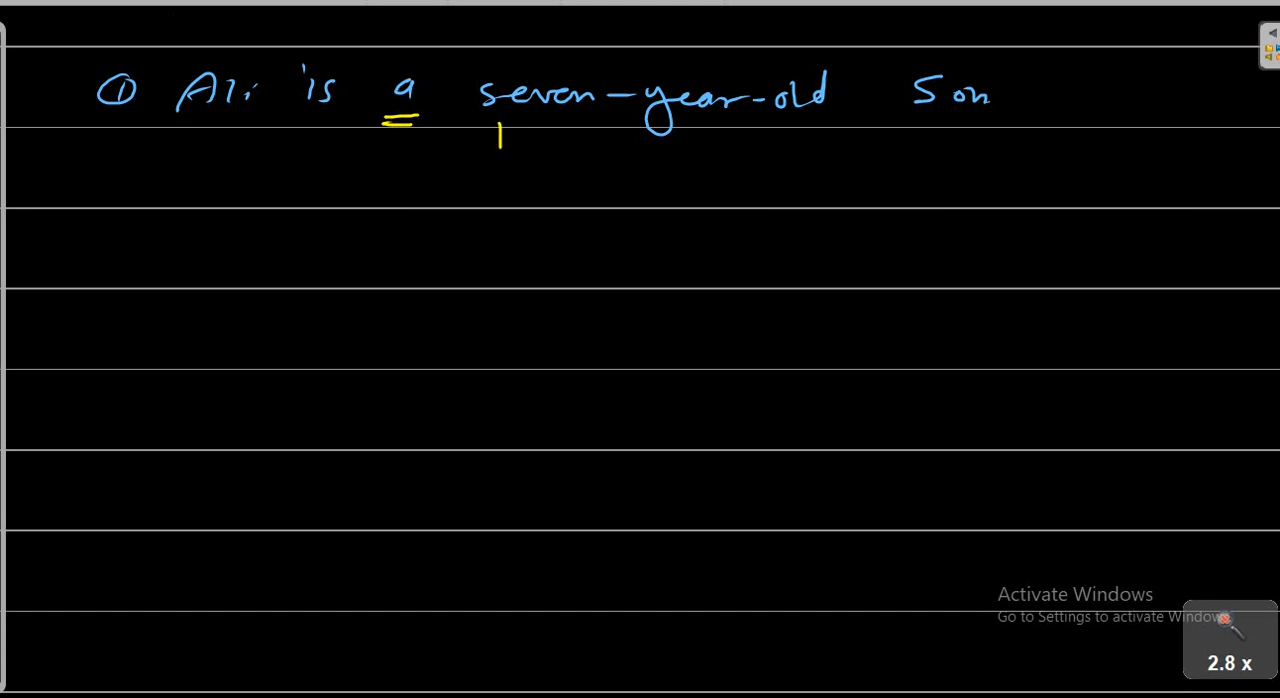 ① Ali is a seven-year-old Son
Activate Windows
Go to Settings to activate Windows
2.8 x